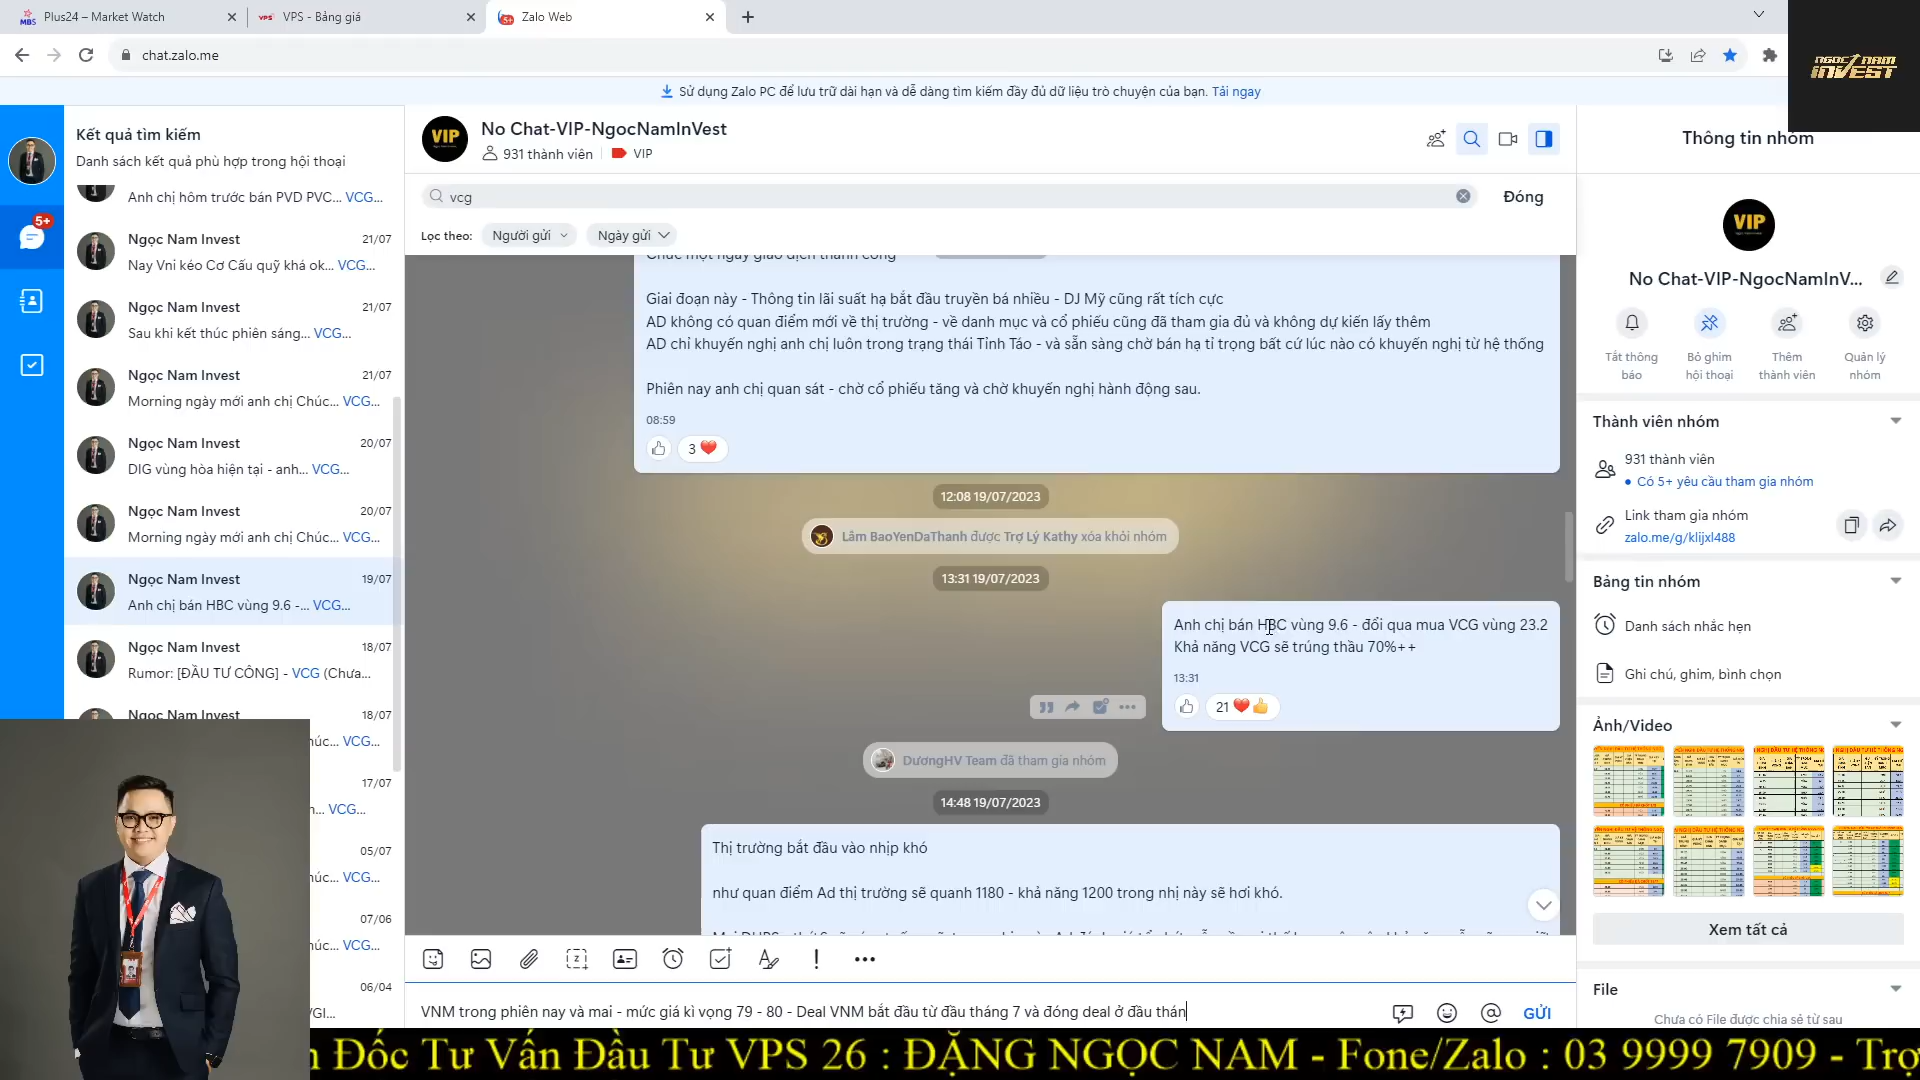 Plus24 – Market Watch
VPS - Bảng giá
Zalo Web
chat.zalo.me
NGỌC NAM
INVEST
Sử dụng Zalo PC để lưu trữ dài hạn và dễ dàng tìm kiếm đầy đủ dữ liệu trò chuyện của bạn. Tải ngay
Kết quả tìm kiếm
Danh sách kết quả phù hợp trong hội thoại
Anh chị hôm trước bán PVD PVC... VCG...
Ngọc Nam Invest 21/07
Nay Vni kéo Cơ Cấu quỹ khá ok... VCG...
Ngọc Nam Invest 21/07
Sau khi kết thúc phiên sáng... VCG...
Ngọc Nam Invest 21/07
Morning ngày mới anh chị Chúc... VCG...
Ngọc Nam Invest 20/07
DIG vùng hòa hiện tại - anh... VCG...
Ngọc Nam Invest 20/07
Morning ngày mới anh chị Chúc... VCG...
Ngọc Nam Invest 19/07
Anh chị bán HBC vùng 9.6 -... VCG...
Ngọc Nam Invest 18/07
Rumor: [ĐẦU TƯ CÔNG] - VCG (Chưa...
Ngọc Nam Invest 18/07
húc... VCG...
17/07
n... VCG...
05/07
húc... VCG...
07/06
húc... VCG...
06/04
VGI...
5+
VIP
No Chat-VIP-NgocNamInVest
931 thành viên
VIP
vcg
Đóng
Lọc theo:
Người gửi
Ngày gửi
Chúc một ngày giao dịch thành công
Giai đoạn này - Thông tin lãi suất hạ bắt đầu truyền bá nhiều - DJ Mỹ cũng rất tích cực
AD không có quan điểm mới về thị trường - về danh mục và cổ phiếu cũng đã tham gia đủ và không dự kiến lấy thêm
AD chỉ khuyến nghị anh chị luôn trong trạng thái Tỉnh Táo - và sẵn sàng chờ bán hạ tỉ trọng bất cứ lúc nào có khuyến nghị từ hệ thống
Phiên nay anh chị quan sát - chờ cổ phiếu tăng và chờ khuyến nghị hành động sau.
08:59
3
12:08 19/07/2023
Lâm BaoYenDaThanh được Trợ Lý Kathy xóa khỏi nhóm
13:31 19/07/2023
Anh chị bán HBC vùng 9.6 - đổi qua mua VCG vùng 23.2
Khả năng VCG sẽ trúng thầu 70%++
13:31
21
DươngHV Team đã tham gia nhóm
14:48 19/07/2023
Thị trường bắt đầu vào nhịp khó
như quan điểm Ad thị trường sẽ quanh 1180 - khả năng 1200 trong nhị này sẽ hơi khó.
VNM trong phiên nay và mai - mức giá kì vọng 79 - 80 - Deal VNM bắt đầu từ đầu tháng 7 và đóng deal ở đầu thán
GỬI
Thông tin nhóm
VIP
No Chat-VIP-NgocNamInV...
Tắt thông báo
Bỏ ghim hội thoại
Thêm thành viên
Quản lý nhóm
Thành viên nhóm
931 thành viên
Có 5+ yêu cầu tham gia nhóm
Link tham gia nhóm
zalo.me/g/klijxl488
Bảng tin nhóm
Danh sách nhắc hẹn
Ghi chú, ghim, bình chọn
Ảnh/Video
Xem tất cả
File
Chưa có File được chia sẻ từ sau
n Đốc Tư Vấn Đầu Tư VPS 26 : ĐẶNG NGỌC NAM - Fone/Zalo : 03 9999 7909 - Trợ